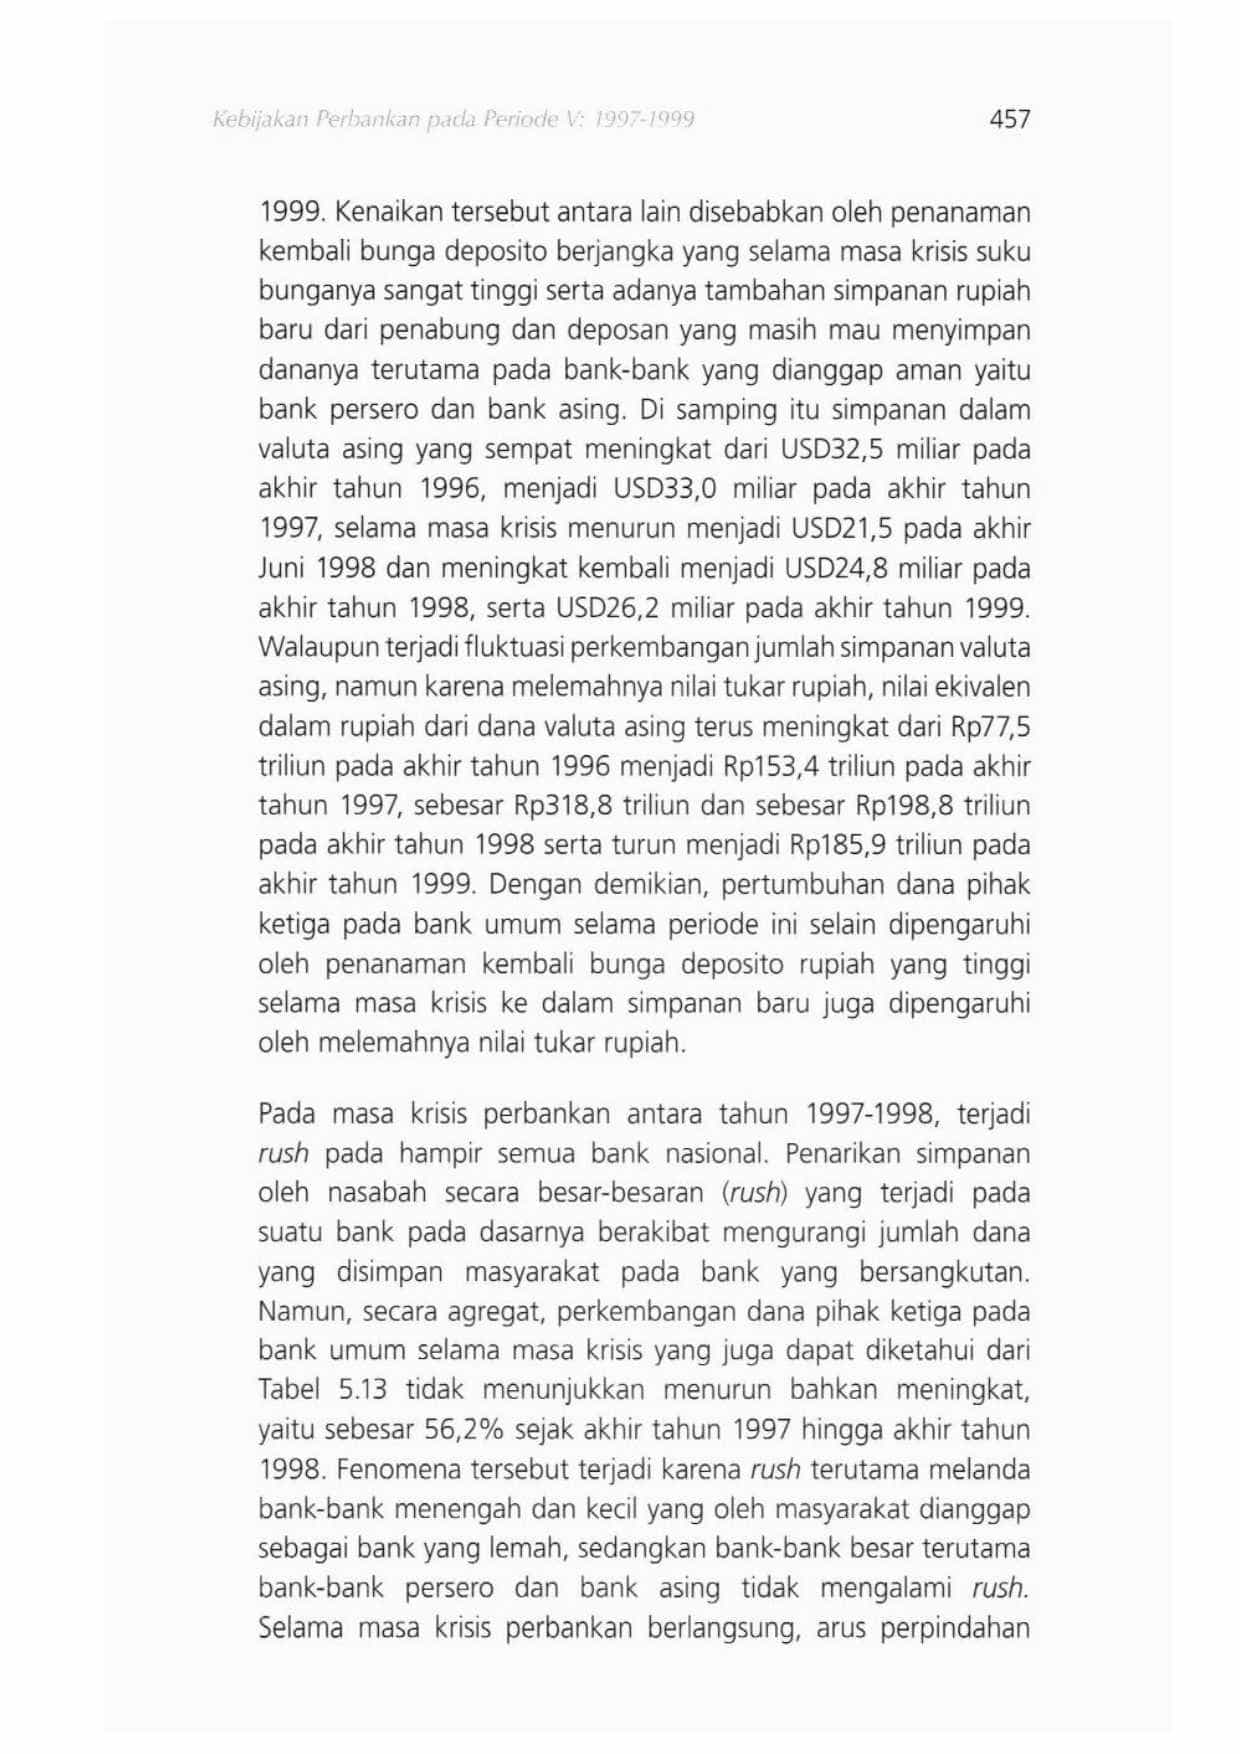 Kebijakan Perbankan pada Periode V: 1997-1999 457
1999. Kenaikan tersebut antara lain disebabkan oleh penanaman
kembali bunga deposito berjangka yang selama masa krisis suku
bunganya sangat tinggi serta adanya tambahan simpanan rupiah
baru dari penabung dan deposan yang masih mau menyimpan
dananya terutama pada bank-bank yang dianggap aman yaitu
bank persero dan bank asing. Di samping itu simpanan dalam
valuta asing yang sempat meningkat dari USD32,5 miliar pada
akhir tahun 1996, menjadi USD33,0 miliar pada akhir tahun
1997, selama masa krisis menurun menjadi USD21,5 pada akhir
Juni 1998 dan meningkat kembali menjadi USD24,8 miliar pada
akhir tahun 1998, serta USD26,2 miliar pada akhir tahun 1999.
Walaupun terjadi fluktuasi perkembangan jumlah simpanan valuta
asing, namun karena melemahnya nilai tukar rupiah, nilai ekivalen
dalam rupiah dari dana valuta asing terus meningkat dari Rp77,5
triliun pada akhir tahun 1996 menjadi Rp153,4 triliun pada akhir
tahun 1997, sebesar Rp318,8 triliun dan sebesar Rp198,8 triliun
pada akhir tahun 1998 serta turun menjadi Rp185,9 triliun pada
akhir tahun 1999. Dengan demikian, pertumbuhan dana pihak
ketiga pada bank umum selama periode ini selain dipengaruhi
oleh penanaman kembali bunga deposito rupiah yang tinggi
selama masa krisis ke dalam simpanan baru juga dipengaruhi
oleh melemahnya nilai tukar rupiah.
Pada masa krisis perbankan antara tahun 1997-1998, terjadi
rush pada hampir semua bank nasional. Penarikan simpanan
oleh nasabah secara besar-besaran (rush) yang terjadi pada
suatu bank pada dasarnya berakibat mengurangi jumlah dana
yang disimpan masyarakat pada bank yang bersangkutan.
Namun, secara agregat, perkembangan dana pihak ketiga pada
bank umum selama masa krisis yang juga dapat diketahui dari
Tabel 5.13 tidak menunjukkan menurun bahkan meningkat,
yaitu sebesar 56,2% sejak akhir tahun 1997 hingga akhir tahun
1998. Fenomena tersebut terjadi karena rush terutama melanda
bank-bank menengah dan kecil yang oleh masyarakat dianggap
sebagai bank yang lemah, sedangkan bank-bank besar terutama
bank-bank persero dan bank asing tidak mengalami rush.
Selama masa krisis perbankan berlangsung, arus perpindahan